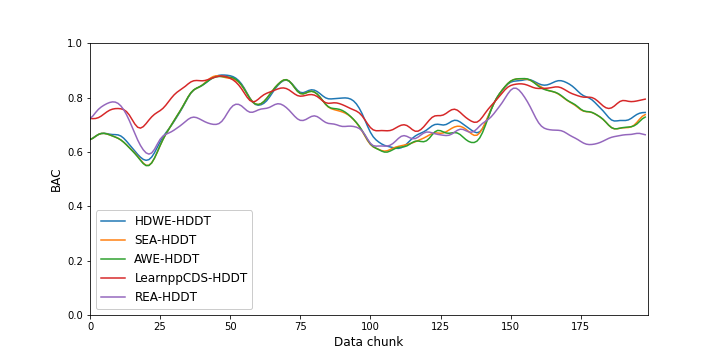 1.0
0.8
0.6
0.4
0.2
0.0
BAC
HDWE-HDDT
SEA-HDDT
AWE-HDDT
LearnppCDS-HDDT
REA-HDDT
0 25 50 75 100 125 150 175
Data chunk